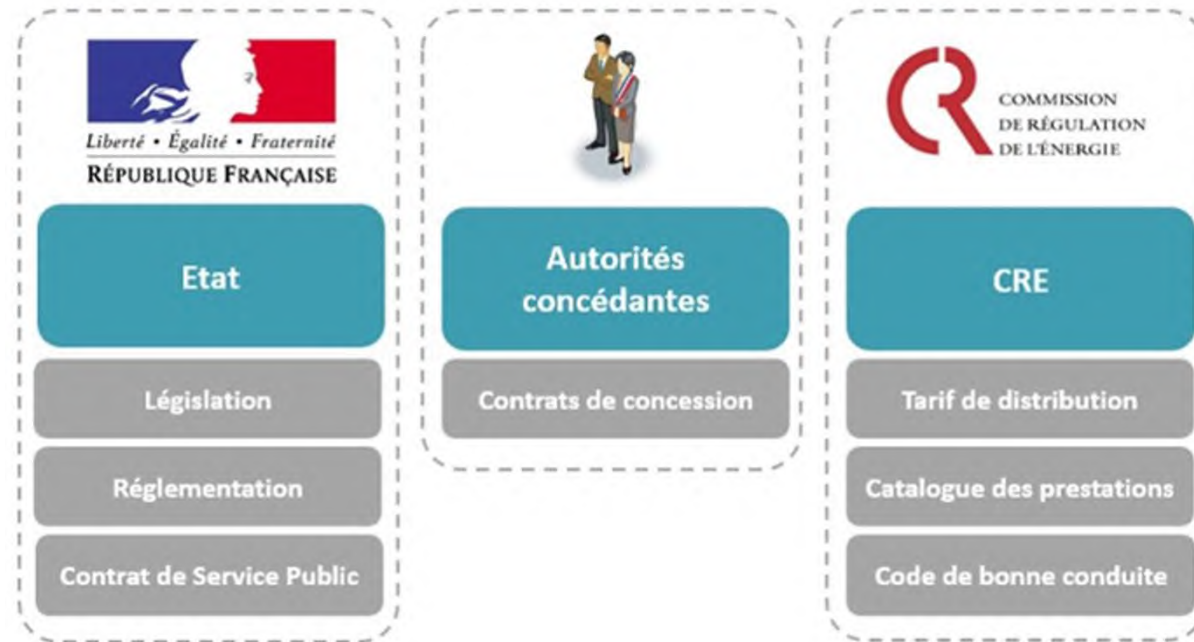 Liberté • Égalité • Fraternité
RÉPUBLIQUE FRANÇAISE
Etat
Législation
Réglementation
Contrat de Service Public
Autorités
concédantes
Contrats de concession
CR
COMMISSION
DE RÉGULATION
DE L'ÉNERGIE
CRE
Tarif de distribution
Catalogue des prestations
Code de bonne conduite